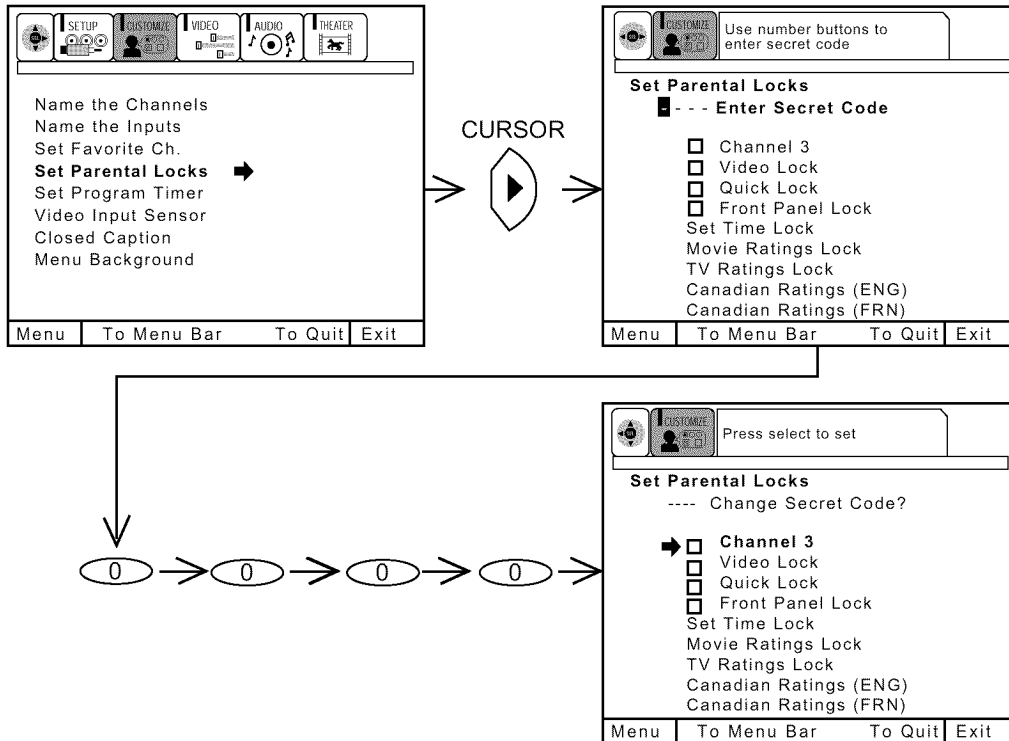 SETUP
CUSTOMIZE
VIDEO
AUDIO
THEATER
Name the Channels
Name the Inputs
Set Favorite Ch.
Set Parental Locks
Set Program Timer
Video Input Sensor
Closed Caption
Menu Background
Menu To Menu Bar To Quit Exit
CURSOR
CUSTOMIZE
Use number buttons to
enter secret code
Set Parental Locks
- - - - Enter Secret Code
Channel 3
Video Lock
Quick Lock
Front Panel Lock
Set Time Lock
Movie Ratings Lock
TV Ratings Lock
Canadian Ratings (ENG)
Canadian Ratings (FRN)
Menu To Menu Bar To Quit Exit
0 0 0 0
CUSTOMIZE
Press select to set
Set Parental Locks
---- Change Secret Code?
Channel 3
Video Lock
Quick Lock
Front Panel Lock
Set Time Lock
Movie Ratings Lock
TV Ratings Lock
Canadian Ratings (ENG)
Canadian Ratings (FRN)
Menu To Menu Bar To Quit Exit